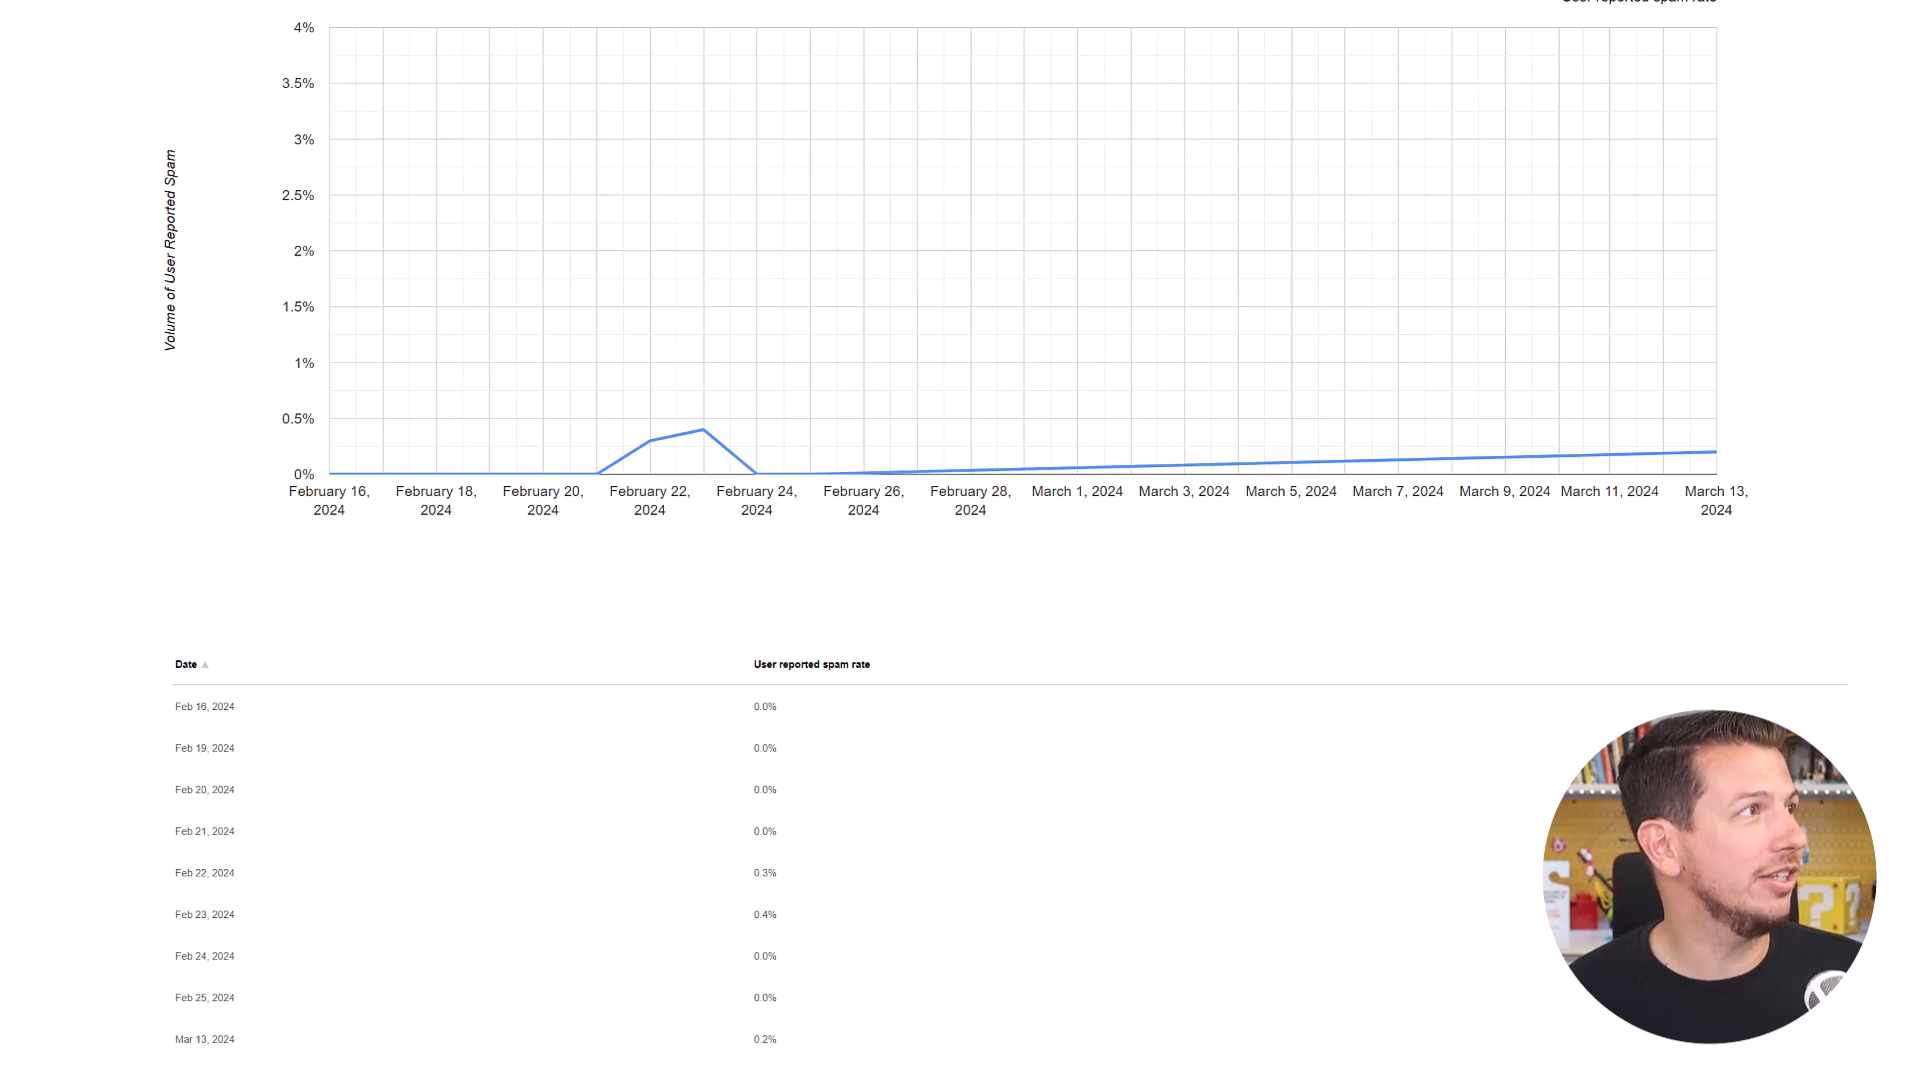 User reported spam rate
4%
3.5%
3%
2.5%
2%
1.5%
1%
0.5%
0%
Volume of User Reported Spam
February 16,
2024
February 18,
2024
February 20,
2024
February 22,
2024
February 24,
2024
February 26,
2024
February 28,
2024
March 1, 2024
March 3, 2024
March 5, 2024
March 7, 2024
March 9, 2024
March 11, 2024
March 13,
2024
Date
User reported spam rate
Feb 16, 2024
0.0%
Feb 19, 2024
0.0%
Feb 20, 2024
0.0%
Feb 21, 2024
0.0%
Feb 22, 2024
0.3%
Feb 23, 2024
0.4%
Feb 24, 2024
0.0%
Feb 25, 2024
0.0%
Mar 13, 2024
0.2%
?
?